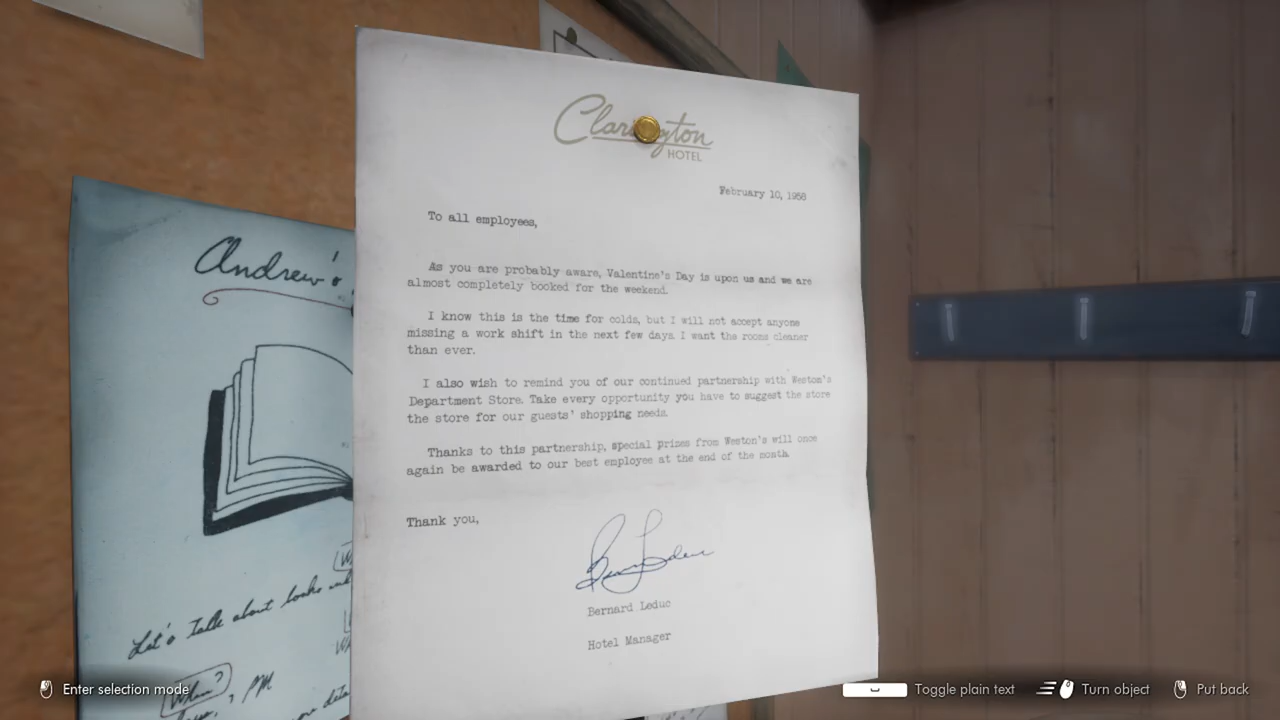 Clar gton
HOTEL
February 10, 1958
To all employees,
As you are probably aware, Valentine's Day is upon us and we are
almost completely booked for the weekend.
I know this is the time for colds, but I will not accept anyone
missing a work shift in the next few days. I want the rooms cleaner
than ever.
I also wish to remind you of our continued partnership with Weston's
Department Store. Take every opportunity you have to suggest the store
the store for our guests' shopping needs.
Thanks to this partnership, special prizes from Weston's will once
again be awarded to our best employee at the end of the month.
Thank you,
Bernard Leduc
Hotel Manager
Andrew's
Let's talk about books
When?
, PM
Enter selection mode
Toggle plain text
Turn object
Put back